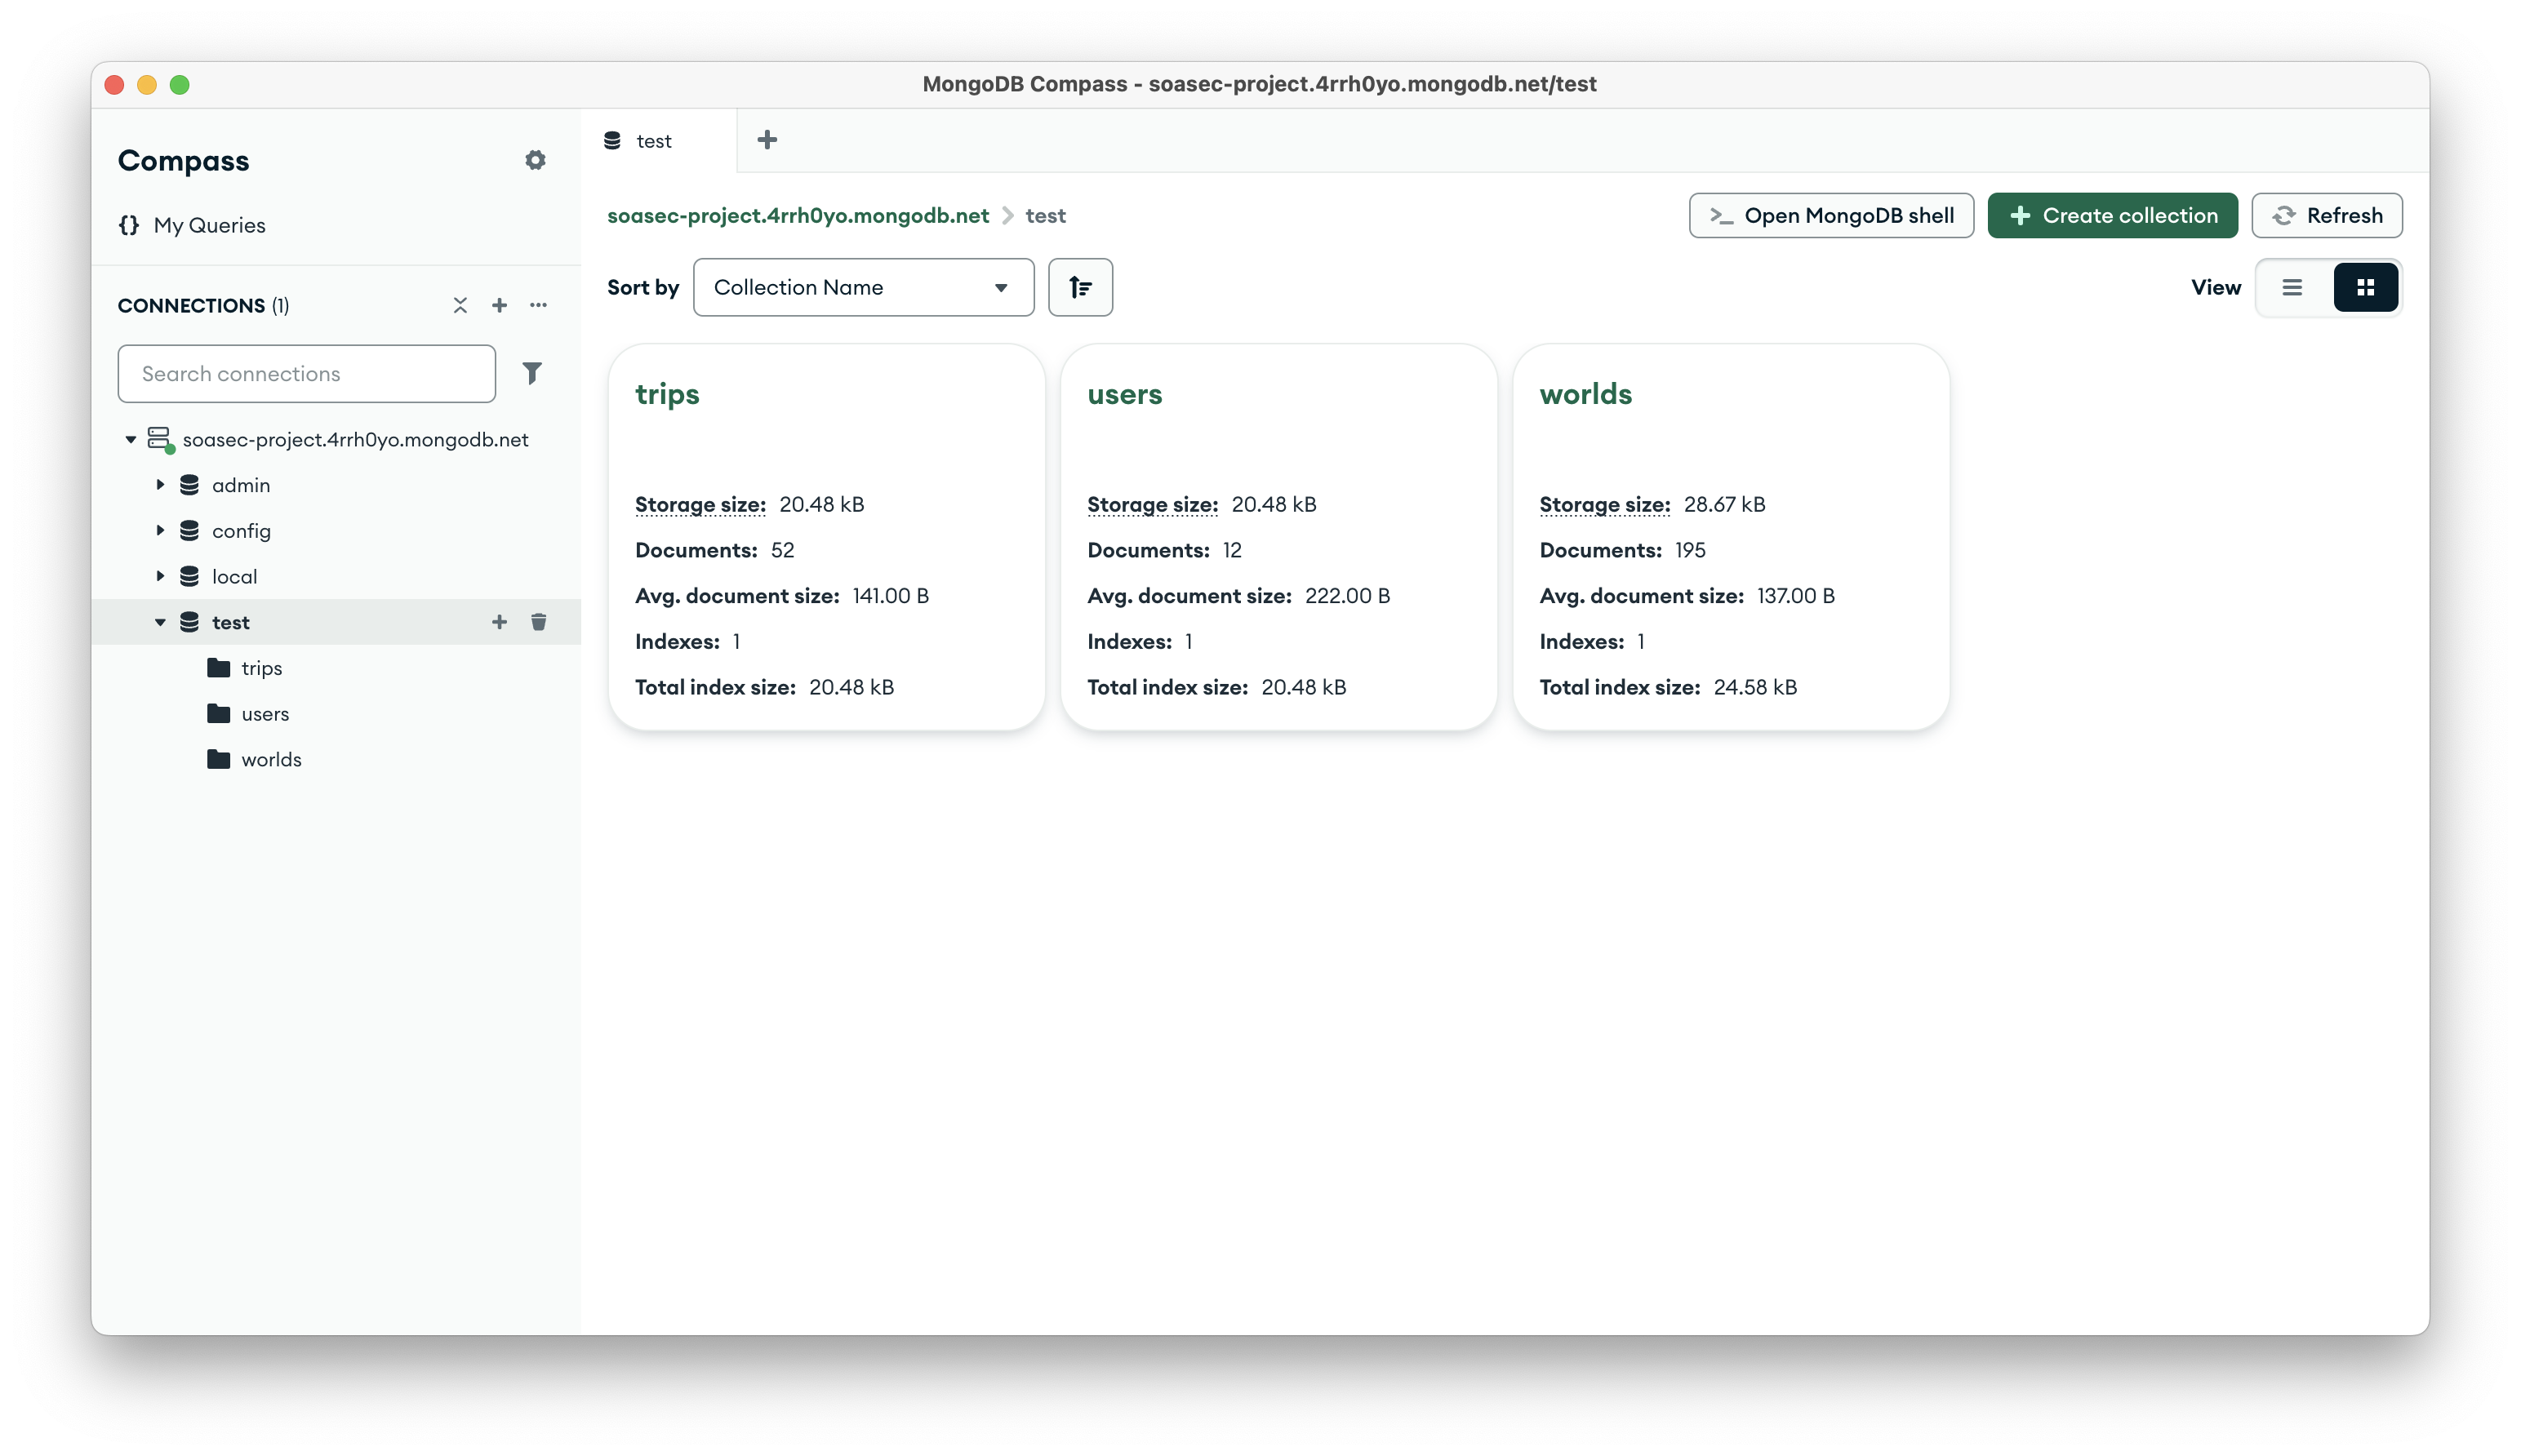 MongoDB Compass - soasec-project.4rrh0yo.mongodb.net/test
Compass
My Queries
CONNECTIONS (1)
Search connections
soasec-project.4rrh0yo.mongodb.net
admin
config
local
test
trips
users
worlds
test
soasec-project.4rrh0yo.mongodb.net test
Open MongoDB shell
Create collection
Refresh
Sort by Collection Name
View
trips
Storage size: 20.48 kB
Documents: 52
Avg. document size: 141.00 B
Indexes: 1
Total index size: 20.48 kB
users
Storage size: 20.48 kB
Documents: 12
Avg. document size: 222.00 B
Indexes: 1
Total index size: 20.48 kB
worlds
Storage size: 28.67 kB
Documents: 195
Avg. document size: 137.00 B
Indexes: 1
Total index size: 24.58 kB